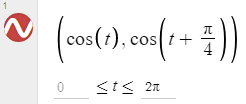 1
(cos(t), cos(t + π/4))
0 ≤ t ≤ 2π